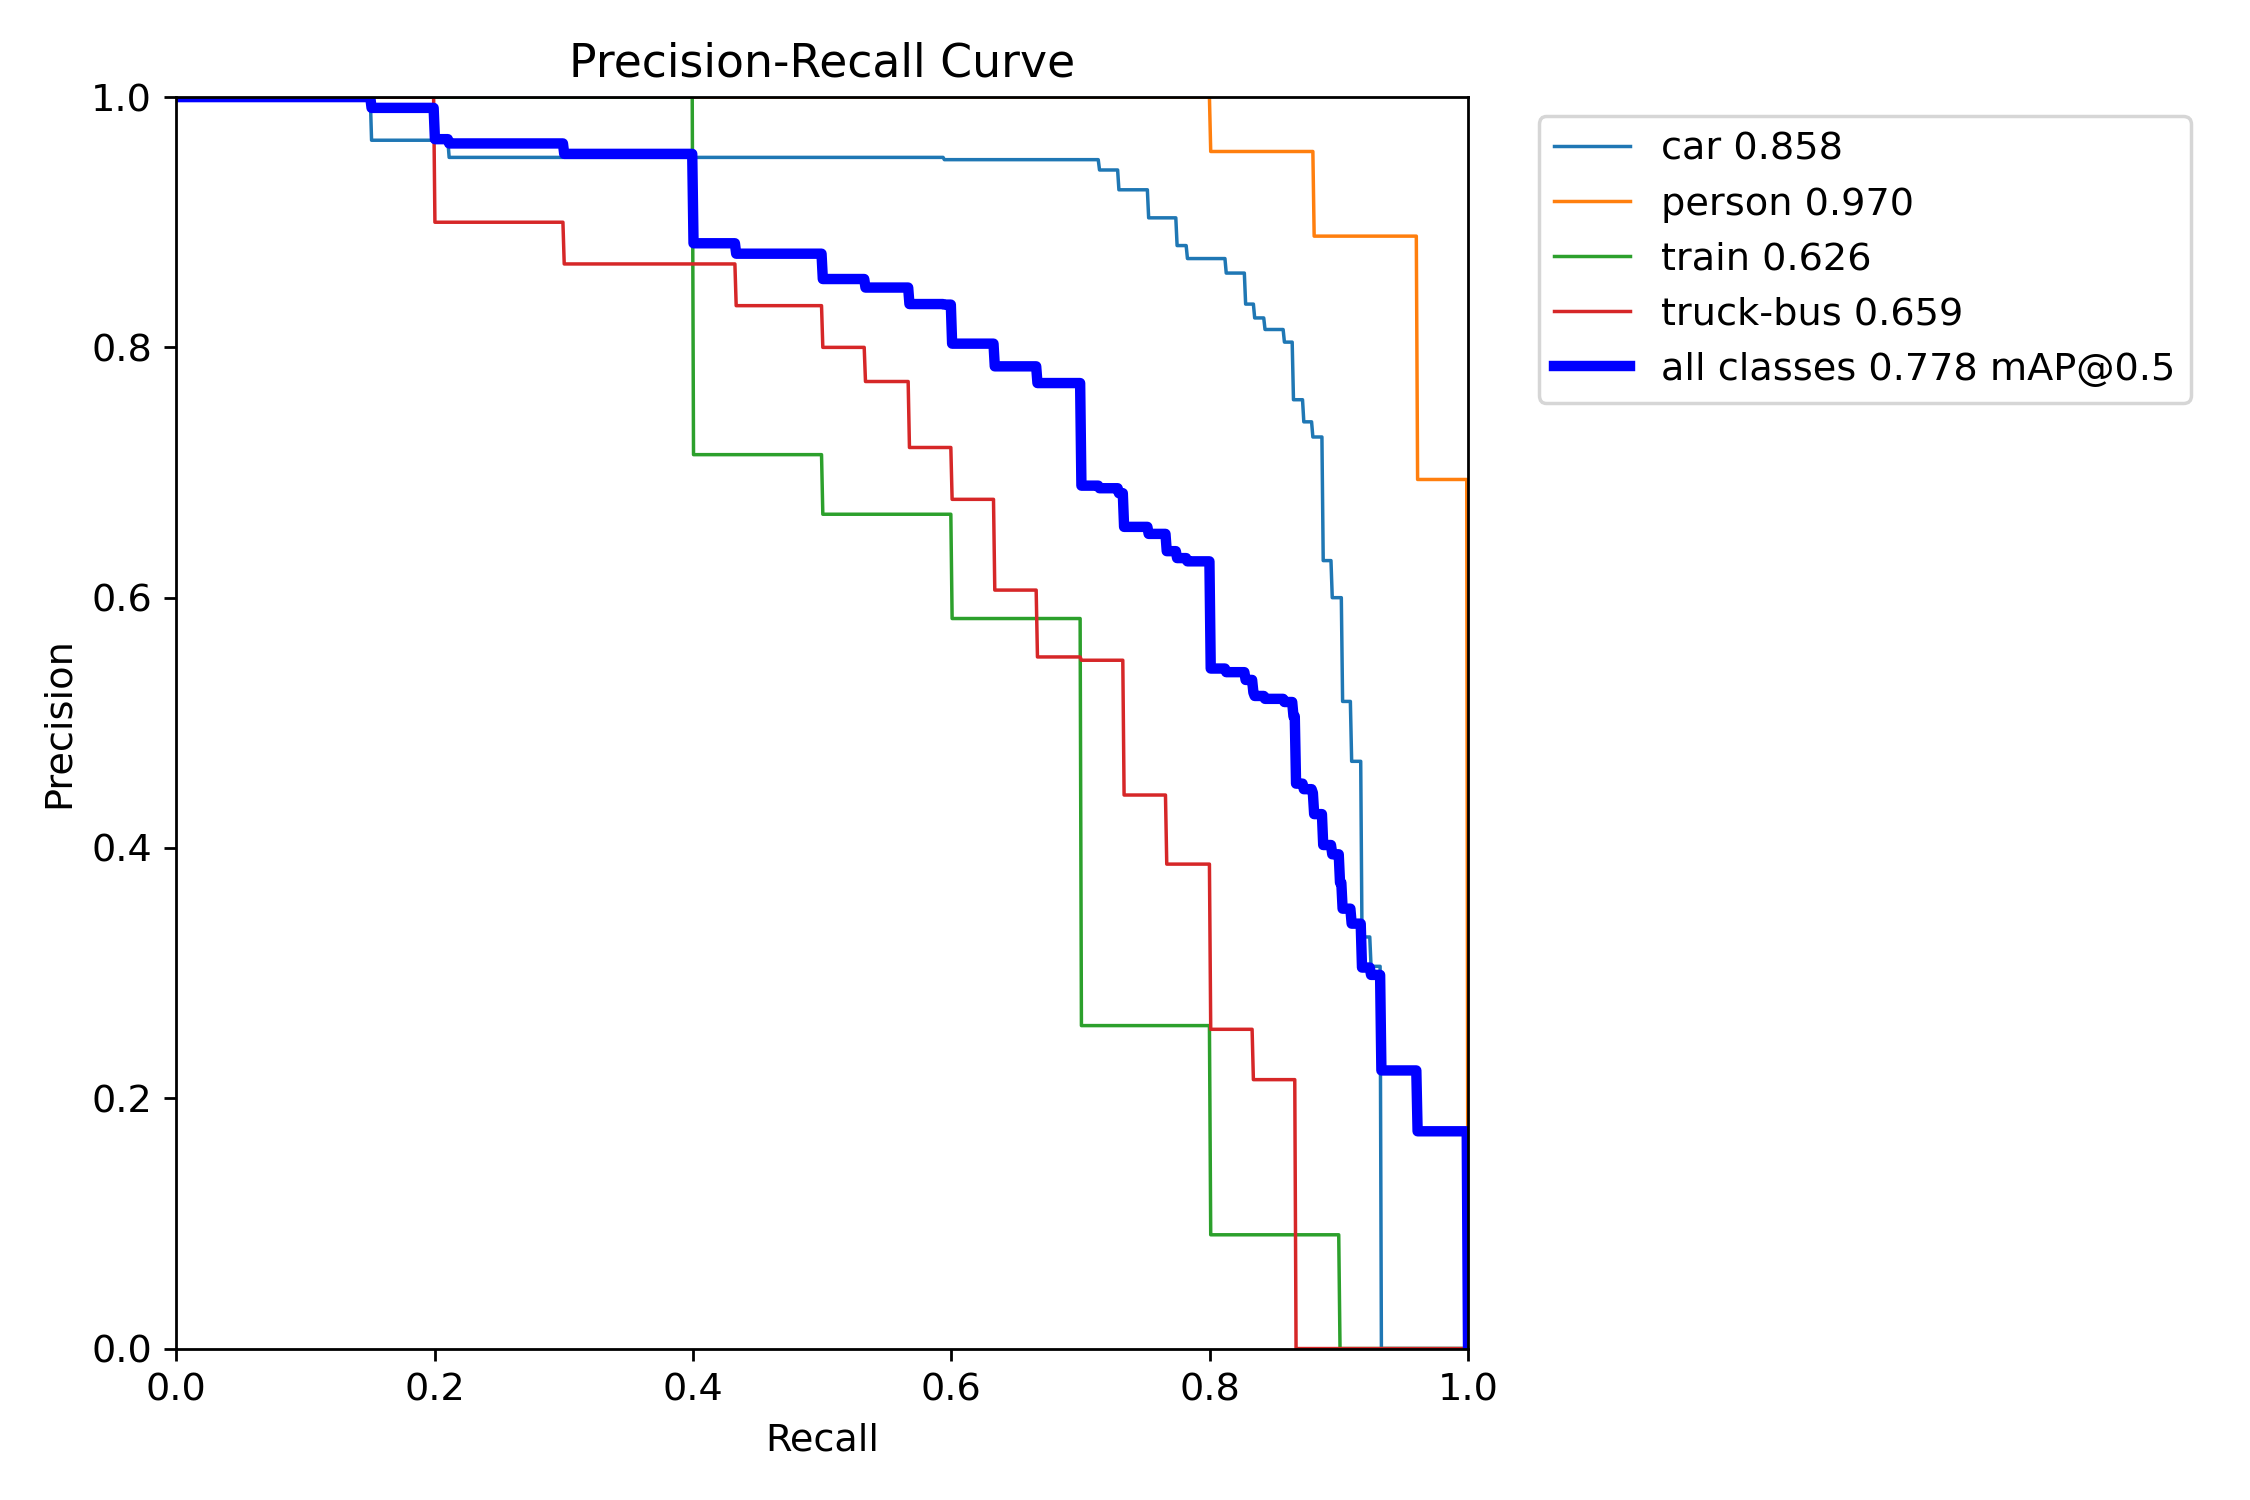 Precision-Recall Curve
1.0
0.8
0.6
0.4
0.2
0.0
Precision
0.0 0.2 0.4 0.6 0.8 1.0
Recall
car 0.858
person 0.970
train 0.626
truck-bus 0.659
all classes 0.778 mAP@0.5